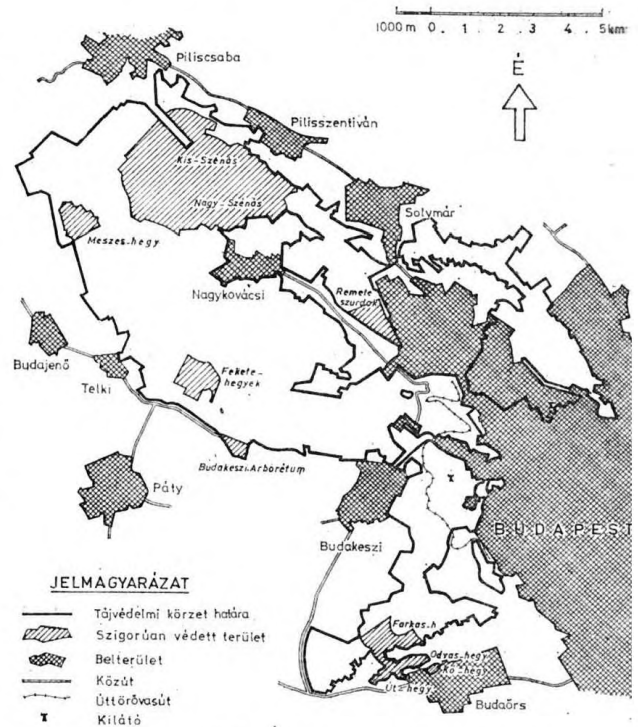 1000 m 0. 1. 2. 3. 4. 5km
É
Piliscsaba
Pilisszentiván
Kis-Szénás
Nagy-Szénás
Solymár
Meszes-hegy
Nagykovácsi
Remete
szurdok
Budajenő
Telki
Fekete-
hegyek
Budakeszi Arborétum
Páty
Budakeszi
BUDAPEST
Farkas-h.
Odvas-hegy
Kő-hegy
Út-hegy
Budaörs
JELMAGYARÁZAT
Tájvédelmi körzet határa
Szigorúan védett terület
Belterület
Közút
Úttörővasút
Kilátó